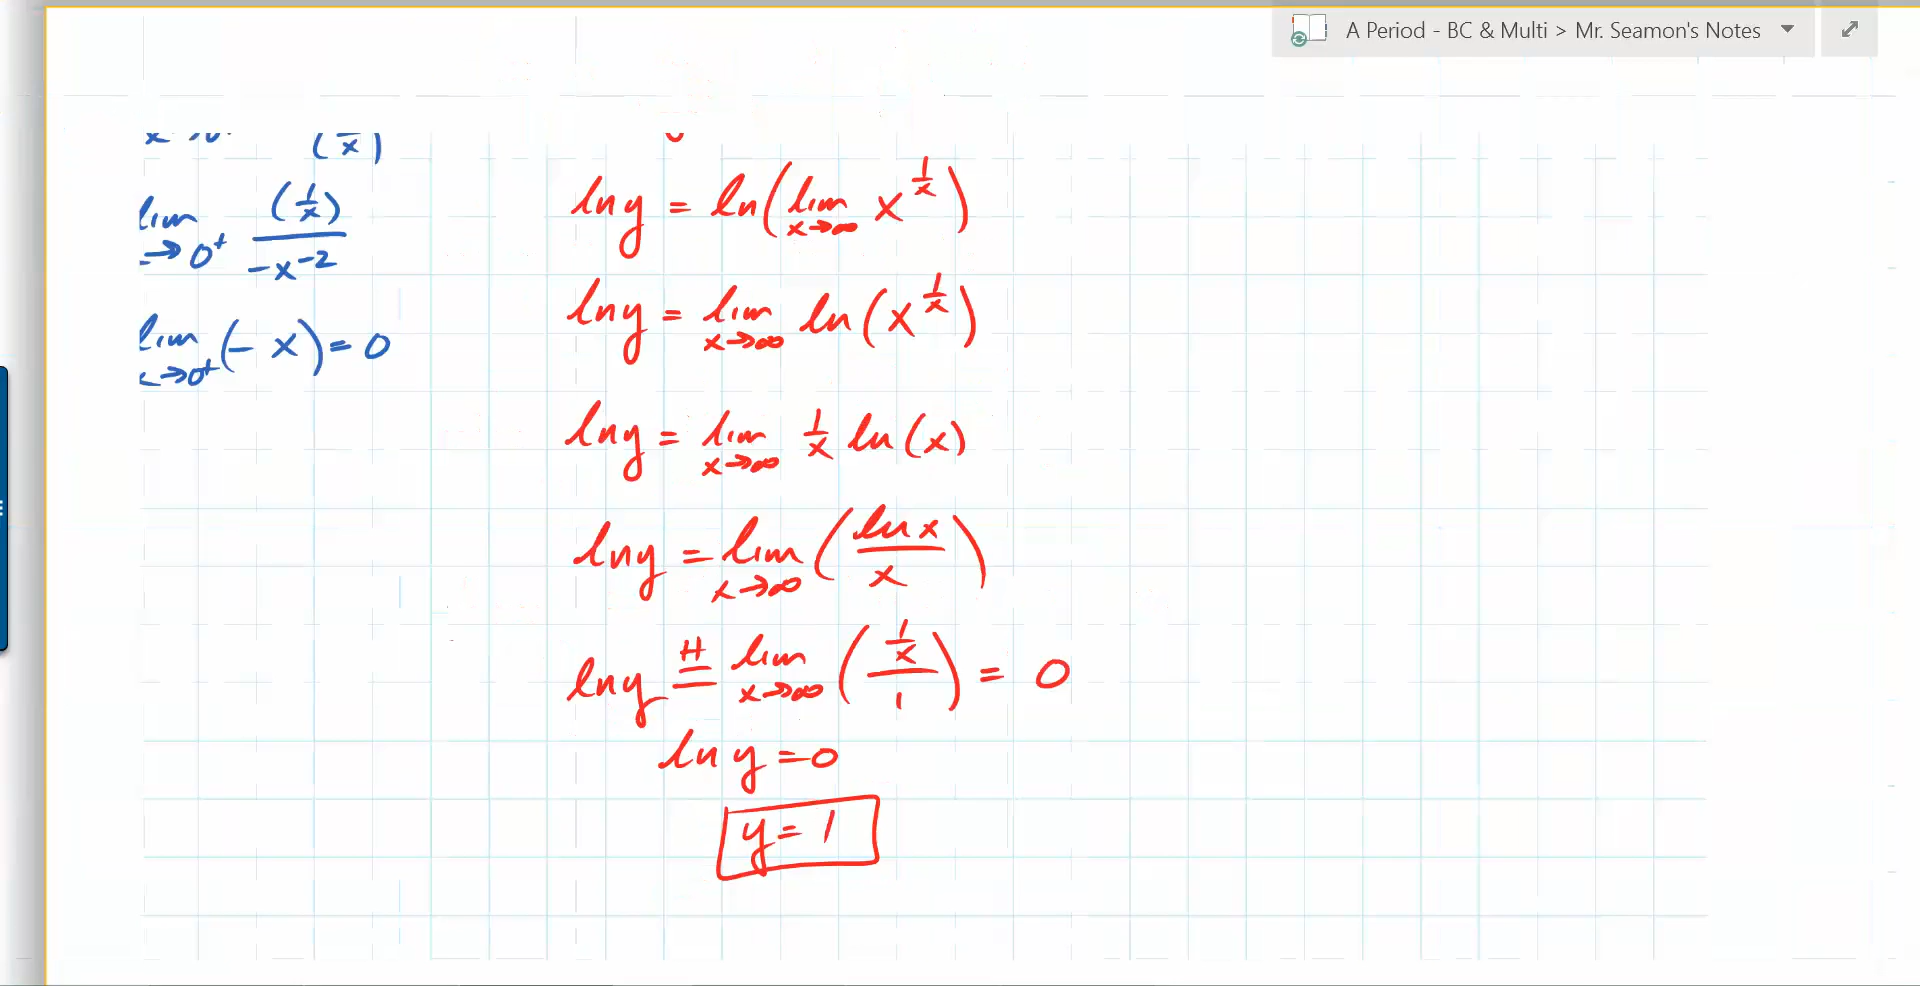 A Period - BC & Multi > Mr. Seamon's Notes
(1/x)
lim x→0⁺ (1/x)/(-x⁻²)
lim x→0⁺ (- x) = 0
ln y = ln(lim x→∞ x^(1/x))
ln y = lim x→∞ ln(x^(1/x))
ln y = lim x→∞ 1/x ln(x)
ln y = lim x→∞ (ln x/x)
ln y =ᴴ lim x→∞ ((1/x)/1) = 0
ln y = 0
y = 1